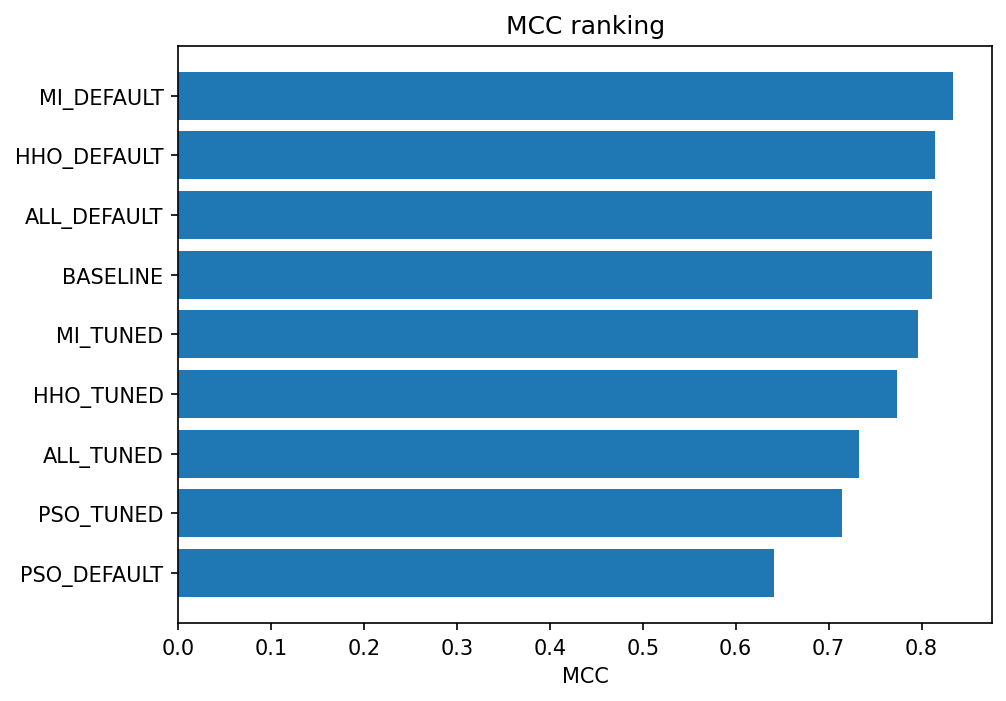 MCC ranking
MI_DEFAULT
HHO_DEFAULT
ALL_DEFAULT
BASELINE
MI_TUNED
HHO_TUNED
ALL_TUNED
PSO_TUNED
PSO_DEFAULT
0.0 0.1 0.2 0.3 0.4 0.5 0.6 0.7 0.8
MCC